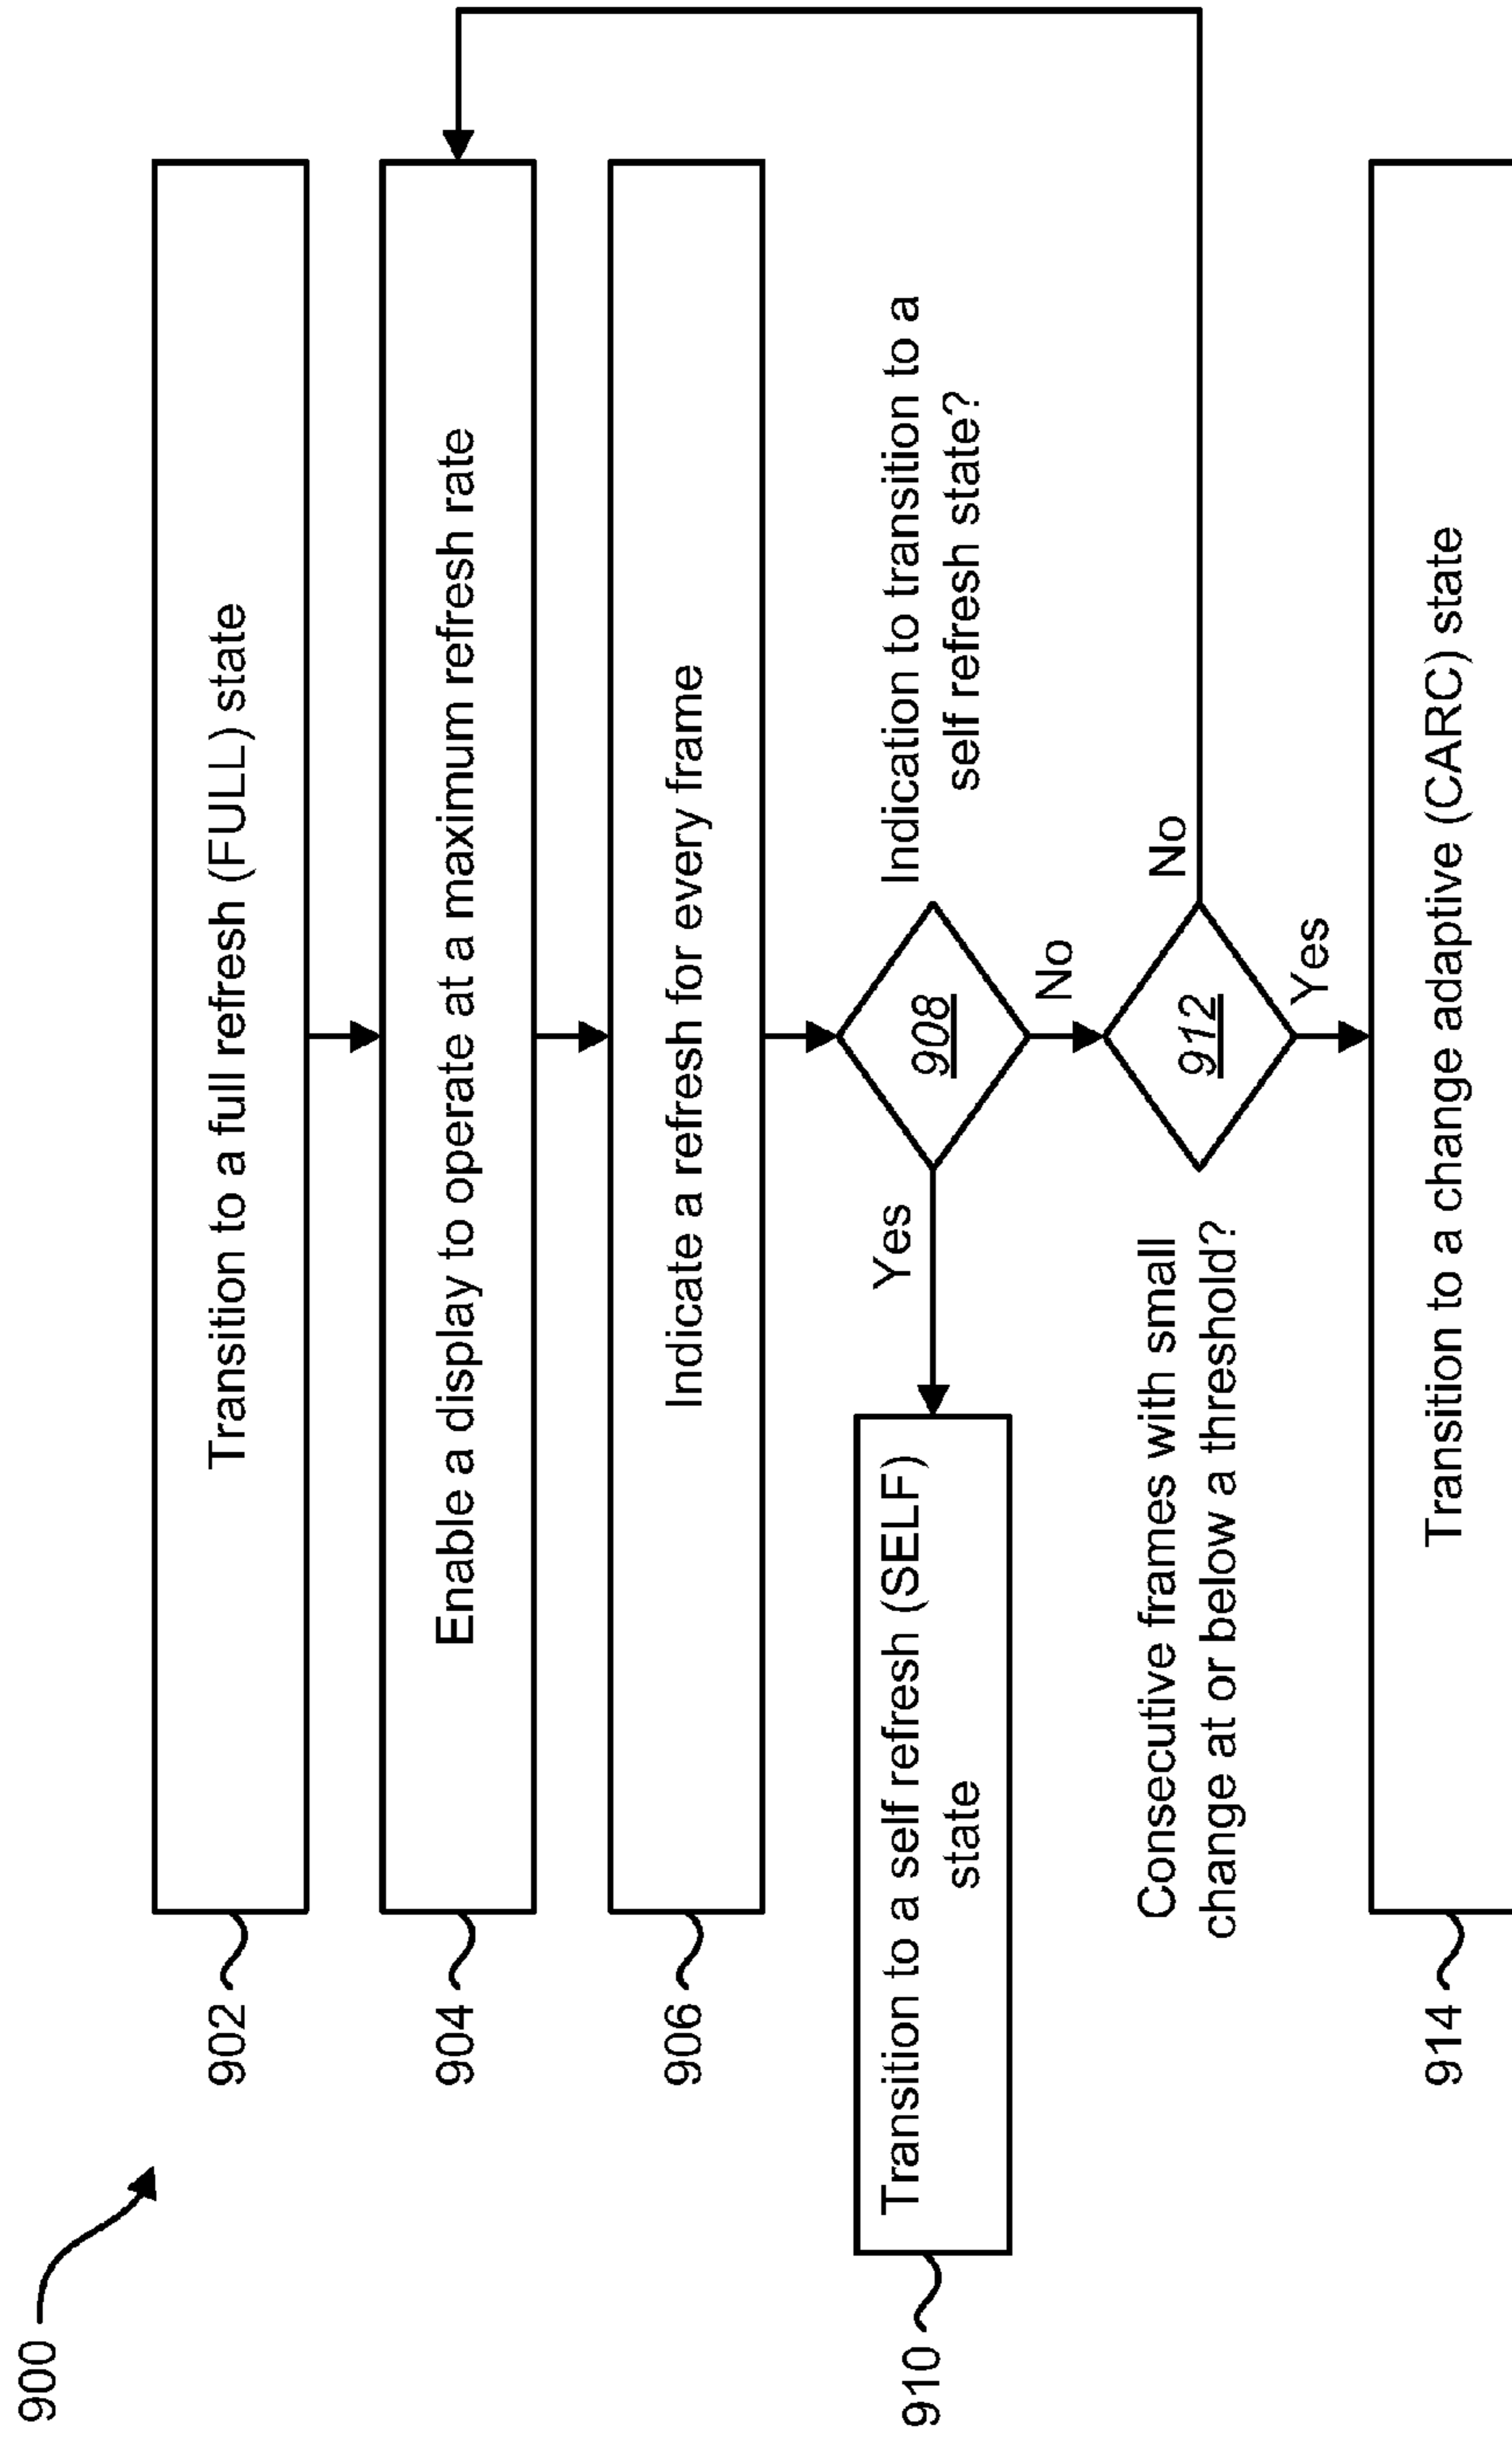 900
902
Transition to a full refresh (FULL) state
904
Enable a display to operate at a maximum refresh rate
906
Indicate a refresh for every frame
908
Indication to transition to a
self refresh state?
Yes
No
910
Transition to a self refresh (SELF)
state
912
Consecutive frames with small
change at or below a threshold?
No
Yes
914
Transition to a change adaptive (CARC) state